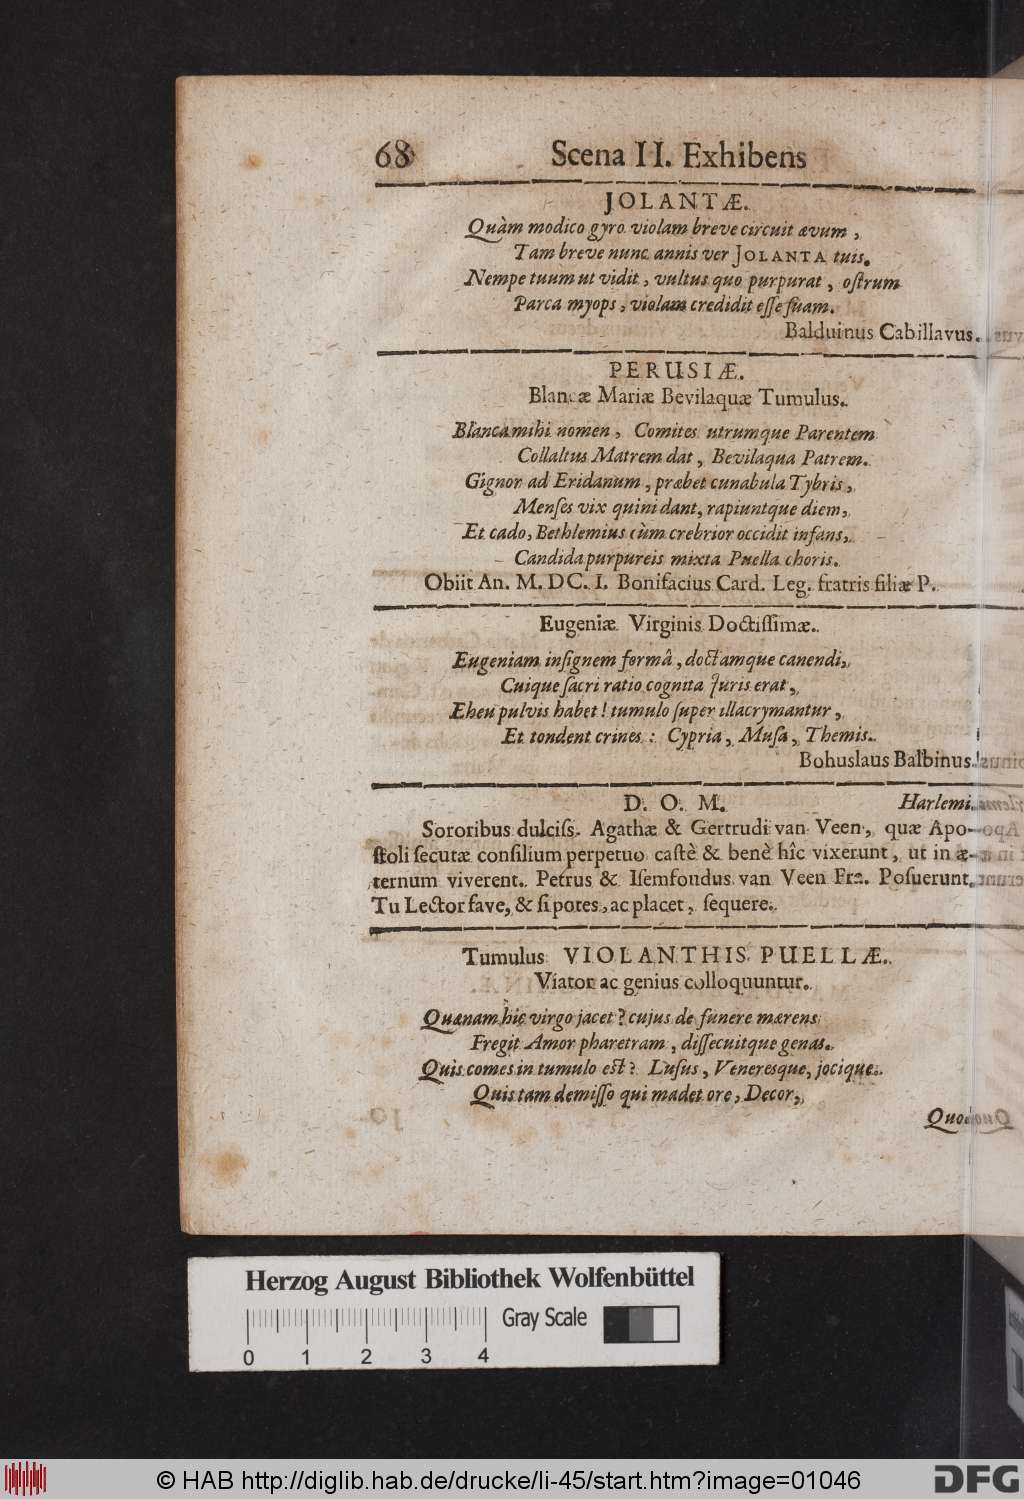 68 Scena II. Exhibens
JOLANTÆ.
Quàm modico gyro violam breve circuit ævum,
Tam breve nunc annis ver JOLANTA tuis.
Nempe tuum ut vidit, vultus quo purpurat, oſtrum
Parca myops, violam credidit eſſe ſuam.
Balduinus Cabillavus.
PERUSIÆ.
Blancæ Mariæ Bevilaquæ Tumulus.
Blanca mihi nomen, Comites utrumque Parentem
Collaltus Matrem dat, Bevilaqua Patrem.
Gignor ad Eridanum, præbet cunabula Tybris,
Menſes vix quini dant, rapiuntque diem,
Et cado, Bethlemius cùm crebrior occidit infans,
Candida purpureis mixta Puella choris.
Obiit An. M. DC. I. Bonifacius Card. Leg. fratris filiæ P.
Eugeniæ Virginis Doctiſſimæ.
Eugeniam inſignem formâ, doctamque canendi,
Cuique ſacri ratio cognita Juris erat,
Eheu pulvis habet! tumulo ſuper illacrymantur,
Et tondent crines: Cypria, Muſa, Themis.
Bohuslaus Balbinus.
D. O. M. Harlemi.
Sororibus dulciſs. Agathæ & Gertrudi van Veen, quæ Apo-
ſtoli ſecutæ conſilium perpetuo caſtè & benè hîc vixerunt, ut in æ-
ternum viverent. Petrus & Iſemfondus van Veen Fra. Poſuerunt.
Tu Lector fave, & ſi potes, ac placet, ſequere.
Tumulus VIOLANTHIS PUELLÆ.
Viator ac genius colloquuntur.
Quænam hic virgo jacet? cujus de funere mærens
Fregit Amor pharetram, diſſecuitque genas.
Quis comes in tumulo eſt? Luſus, Venereſque, jocique.
Quis tam demiſſo qui madet ore, Decor,
Herzog August Bibliothek Wolfenbüttel
Gray Scale
0 1 2 3 4
© HAB http://diglib.hab.de/drucke/li-45/start.htm?image=01046
DFG